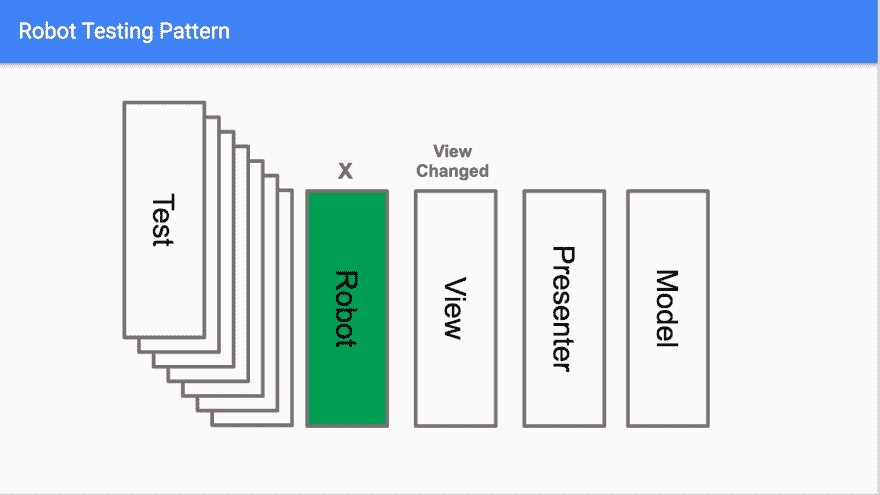 Robot Testing Pattern
X
View
Changed
Test
Robot
View
Presenter
Model